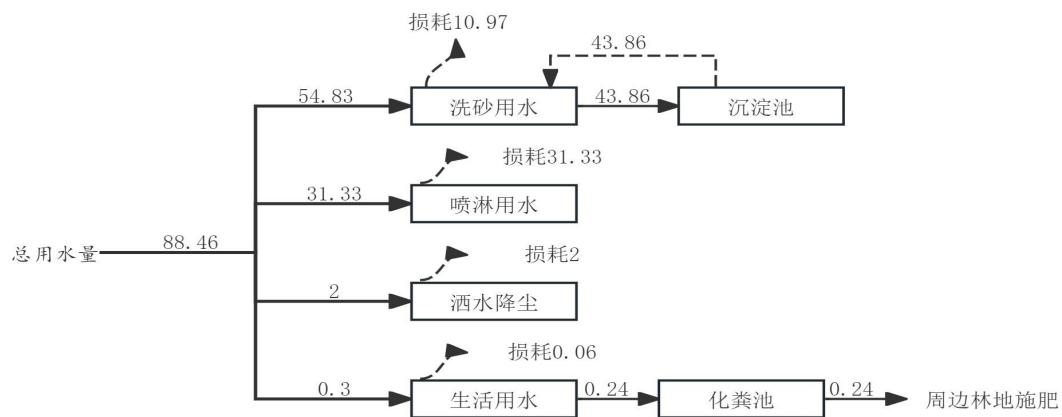 损耗10.97
43.86
54.83
洗砂用水
43.86
沉淀池
损耗31.33
31.33
喷淋用水
总用水量
88.46
损耗2
2
洒水降尘
损耗0.06
0.3
生活用水
0.24
化粪池
0.24
周边林地施肥